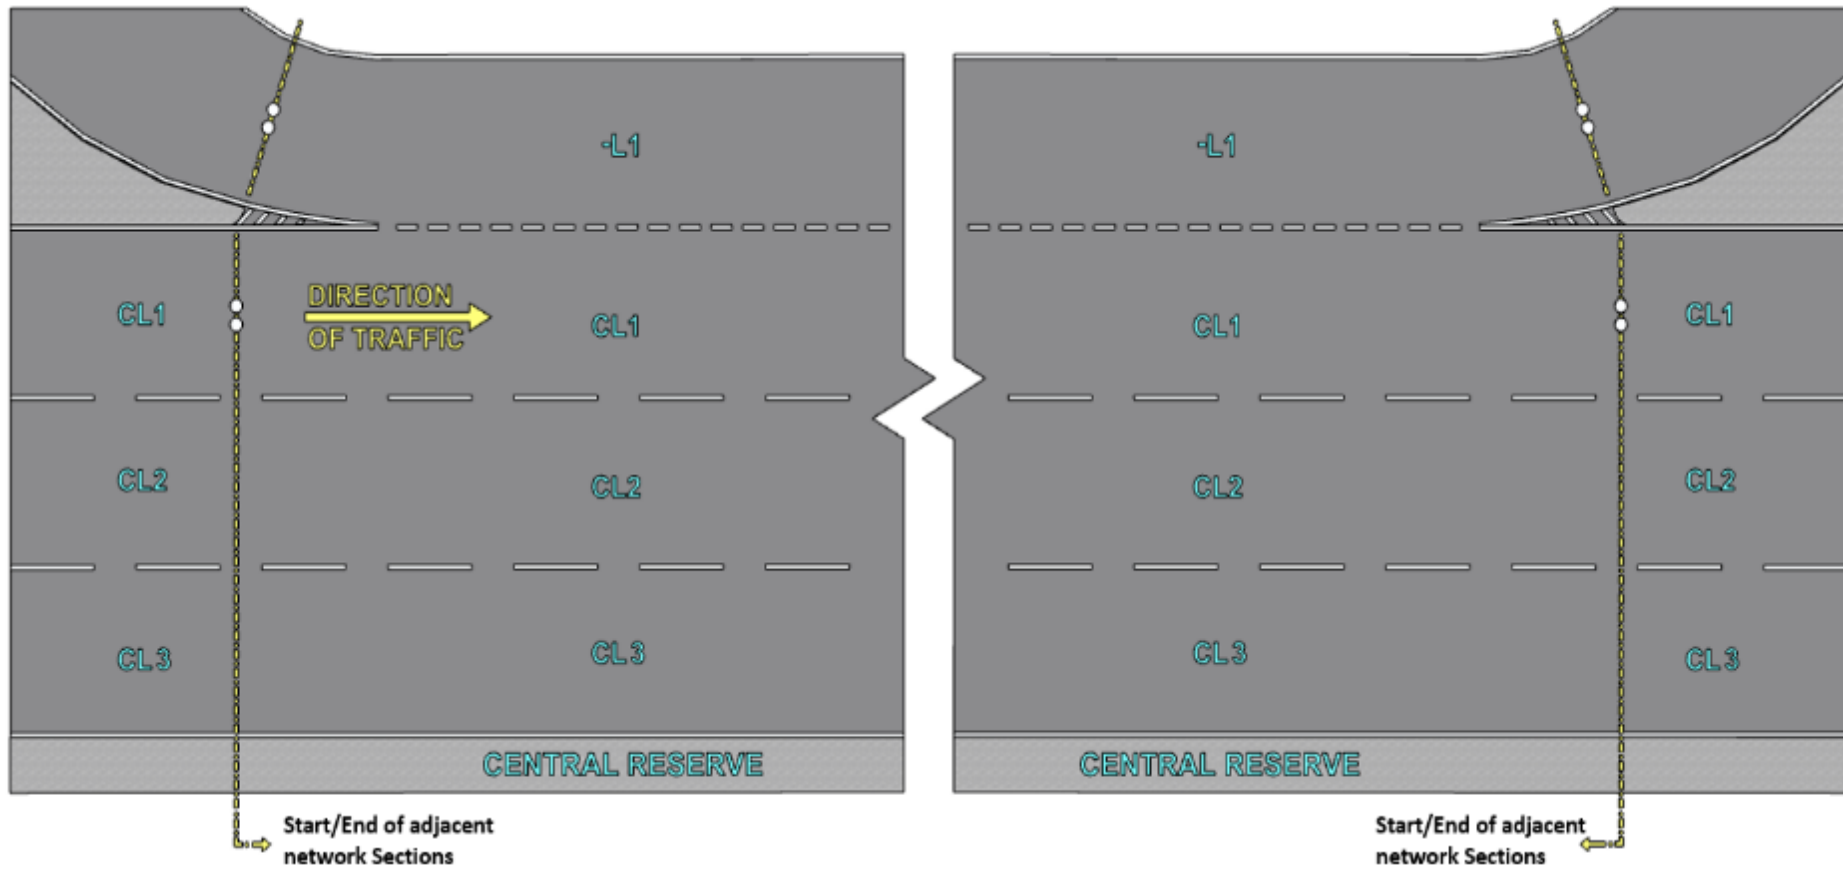 -L1
-L1
CL1
DIRECTION
OF TRAFFIC
CL1
CL1
CL1
CL2
CL2
CL2
CL2
CL3
CL3
CL3
CL3
CENTRAL RESERVE
CENTRAL RESERVE
Start/End of adjacent
network Sections
Start/End of adjacent
network Sections